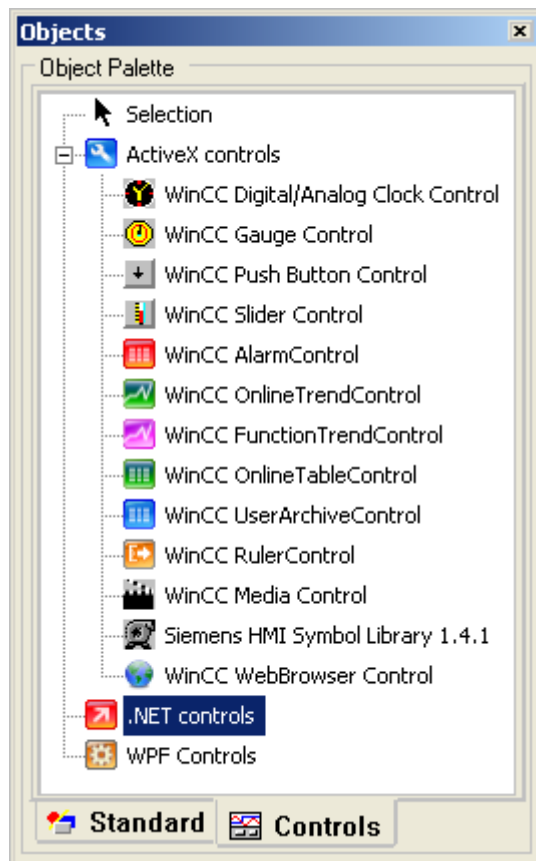 Objects
Object Palette
Selection
ActiveX controls
WinCC Digital/Analog Clock Control
WinCC Gauge Control
WinCC Push Button Control
WinCC Slider Control
WinCC AlarmControl
WinCC OnlineTrendControl
WinCC FunctionTrendControl
WinCC OnlineTableControl
WinCC UserArchiveControl
WinCC RulerControl
WinCC Media Control
Siemens HMI Symbol Library 1.4.1
WinCC WebBrowser Control
.NET controls
WPF Controls
Standard Controls